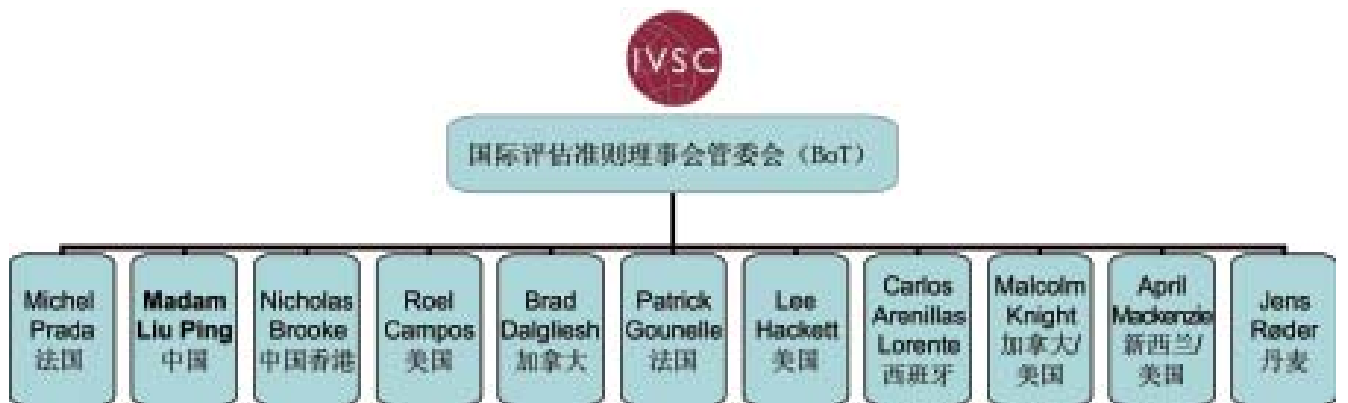 IVSC
国际评估准则理事会管委会（BoT）
Michel
Prada
法国
Madam
Liu Ping
中国
Nicholas
Brooke
中国香港
Roel
Campos
美国
Brad
Dalgliesh
加拿大
Patrick
Gounelle
法国
Lee
Hackett
美国
Carlos
Arenillas
Lorente
西班牙
Malcolm
Knight
加拿大/
美国
April
Mackenzie
新西兰/
美国
Jens
Røder
丹麦